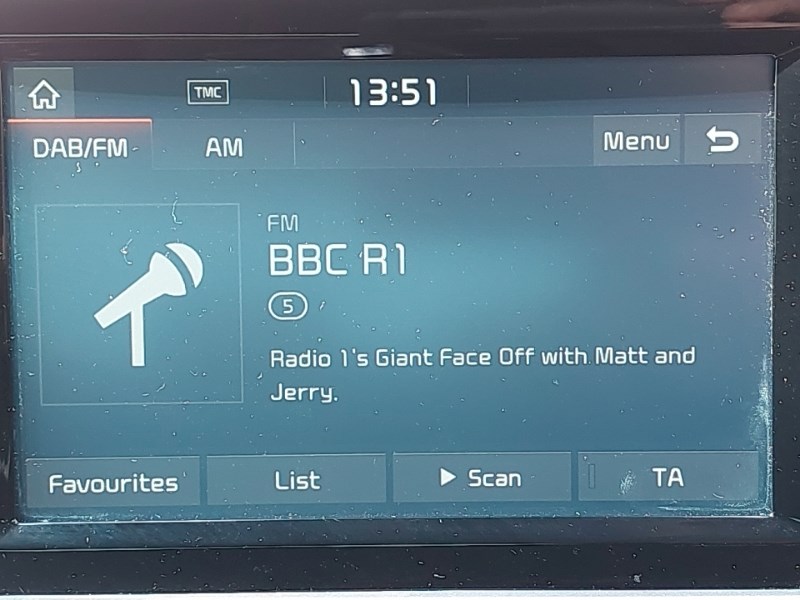 TMC 13:51
DAB/FM AM Menu
FM
BBC R1
5
Radio 1's Giant Face Off with Matt and
Jerry.
Favourites List Scan TA